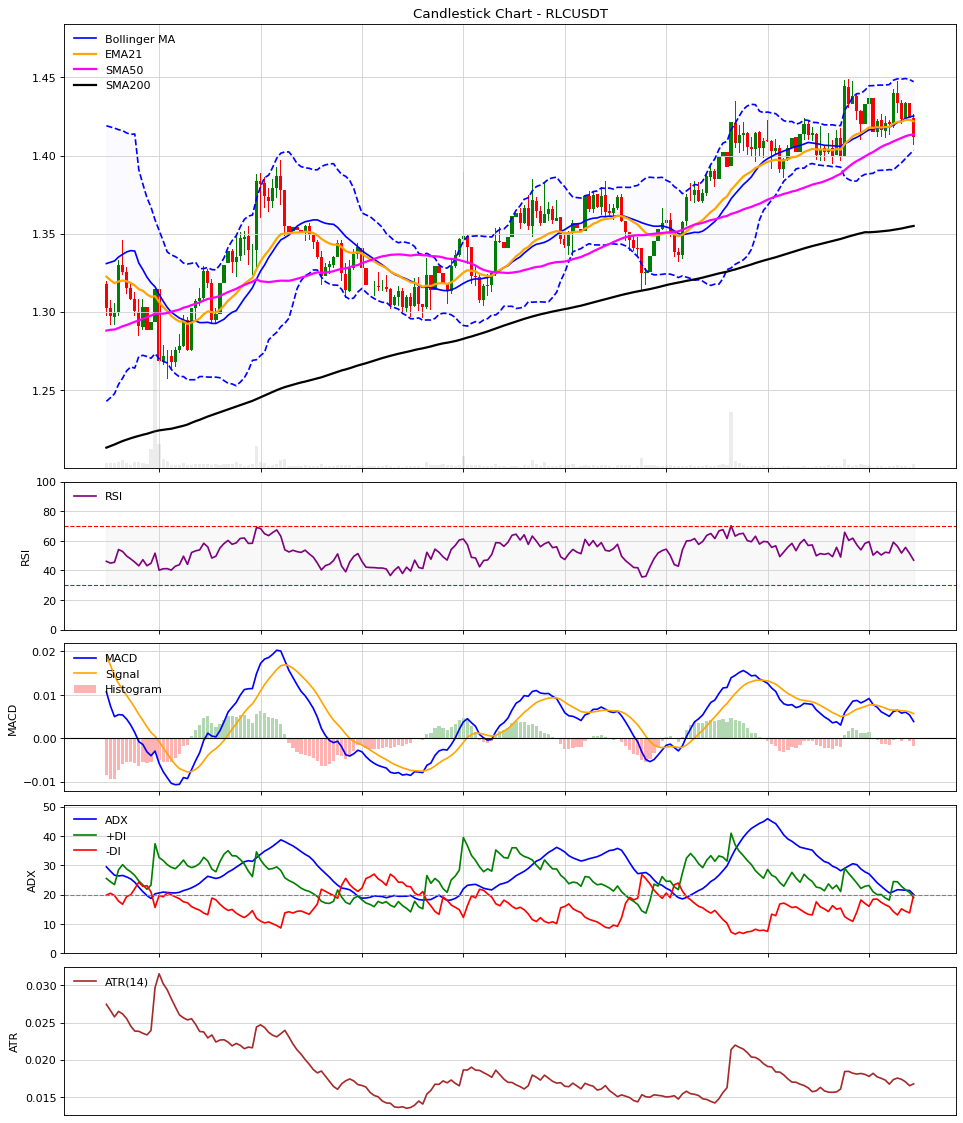 Candlestick Chart - RLCUSDT
Bollinger MA
EMA21
SMA50
SMA200
1.45
1.40
1.35
1.30
1.25
RSI
100
80
60
40
20
0
RSI
MACD
Signal
Histogram
0.02
0.01
0.00
−0.01
MACD
ADX
+DI
-DI
50
40
30
20
10
0
ADX
ATR(14)
0.030
0.025
0.020
0.015
ATR